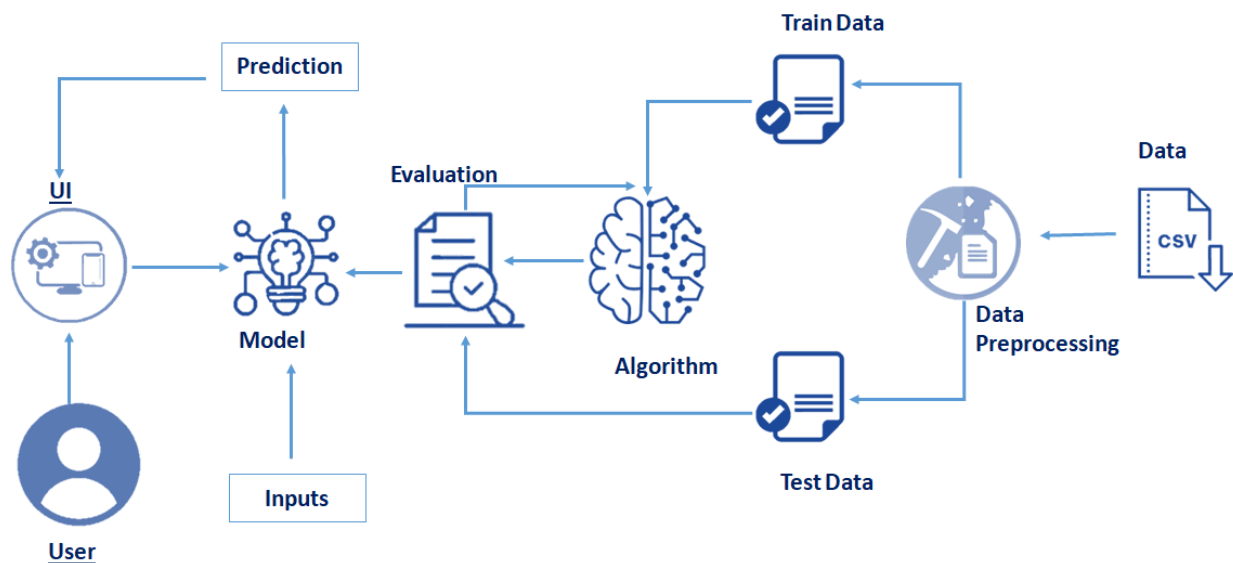 Train Data
Prediction
Evaluation
Data
UI
CSV
Model
Algorithm
Data
Preprocessing
Inputs
Test Data
User